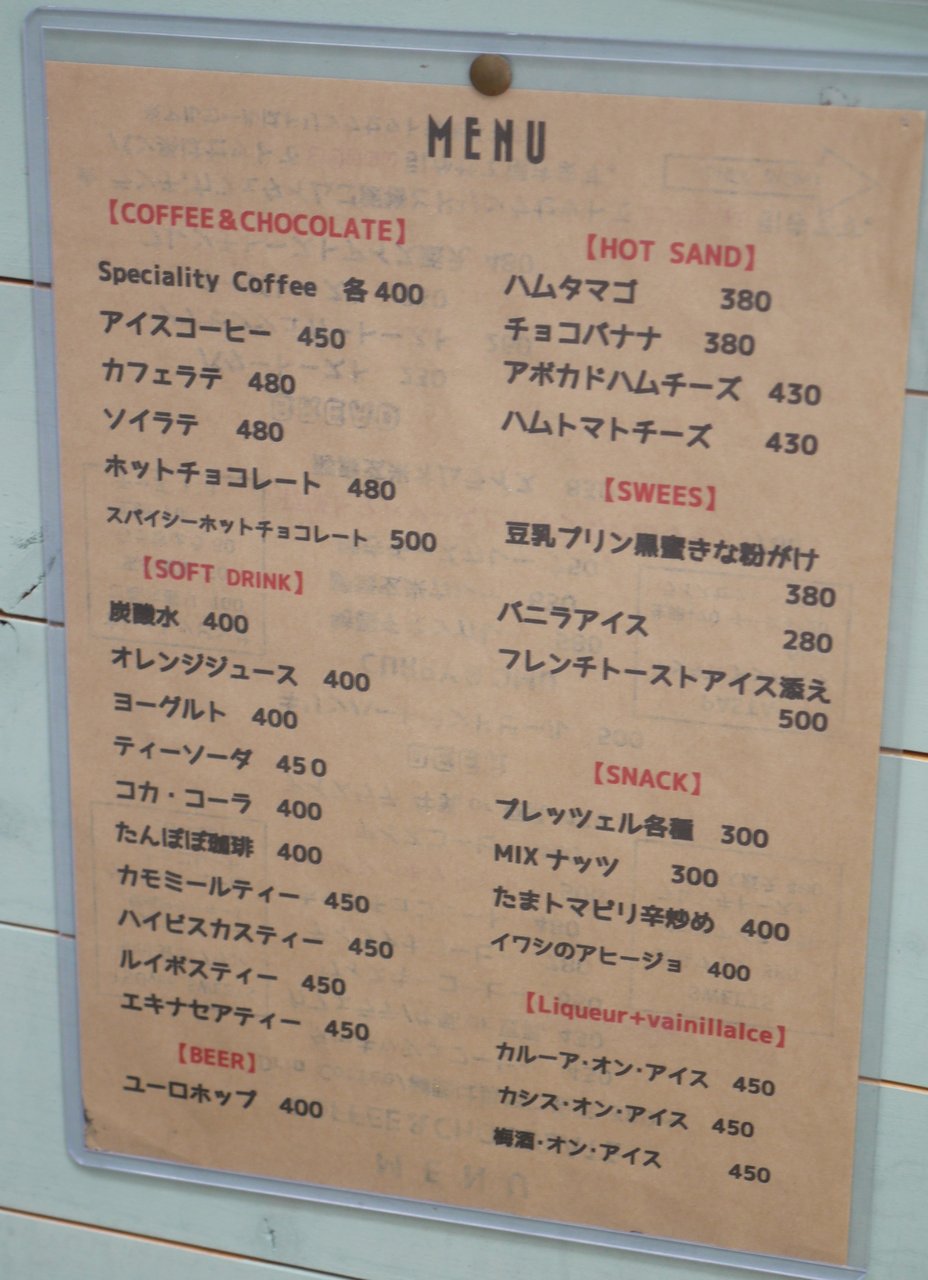 MENU
【COFFEE&CHOCOLATE】
Speciality Coffee 各400
アイスコーヒー 450
カフェラテ 480
ソイラテ 480
ホットチョコレート 480
スパイシーホットチョコレート 500
【SOFT DRINK】
炭酸水 400
オレンジジュース 400
ヨーグルト 400
ティーソーダ 450
コカ・コーラ 400
たんぽぽ珈琲 400
カモミールティー 450
ハイビスカスティー 450
ルイボスティー 450
エキナセアティー 450
【BEER】
ユーロホップ 400
【HOT SAND】
ハムタマゴ 380
チョコバナナ 380
アボカドハムチーズ 430
ハムトマトチーズ 430
【SWEES】
豆乳プリン黒蜜きな粉がけ
380
バニラアイス 280
フレンチトーストアイス添え
500
【SNACK】
プレッツェル各種 300
MIXナッツ 300
たまトマピリ辛炒め 400
イワシのアヒージョ 400
【Liqueur+vainillaIce】
カルーア・オン・アイス 450
カシス・オン・アイス 450
梅酒・オン・アイス 450